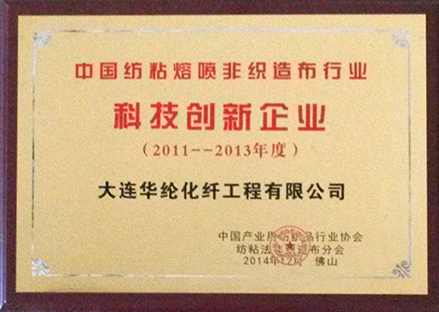 中国纺粘熔喷非织造布行业
科技创新企业
(2011--2013年度)
大连华纶化纤工程有限公司
中国产业用纺织品行业协会
纺粘法非织造布分会
2014年12月 佛山